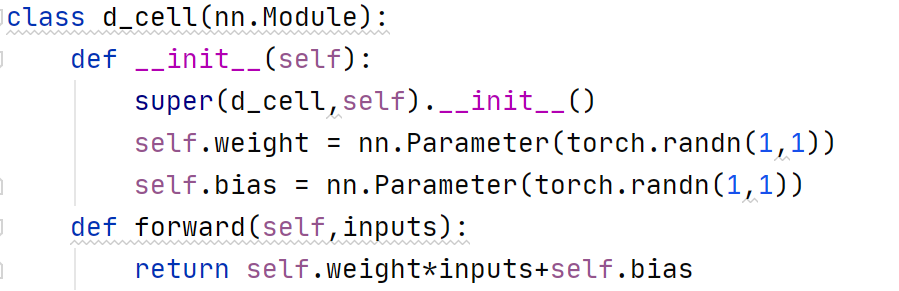 class d_cell(nn.Module):
    def __init__(self):
        super(d_cell,self).__init__()
        self.weight = nn.Parameter(torch.randn(1,1))
        self.bias = nn.Parameter(torch.randn(1,1))
    def forward(self,inputs):
        return self.weight*inputs+self.bias